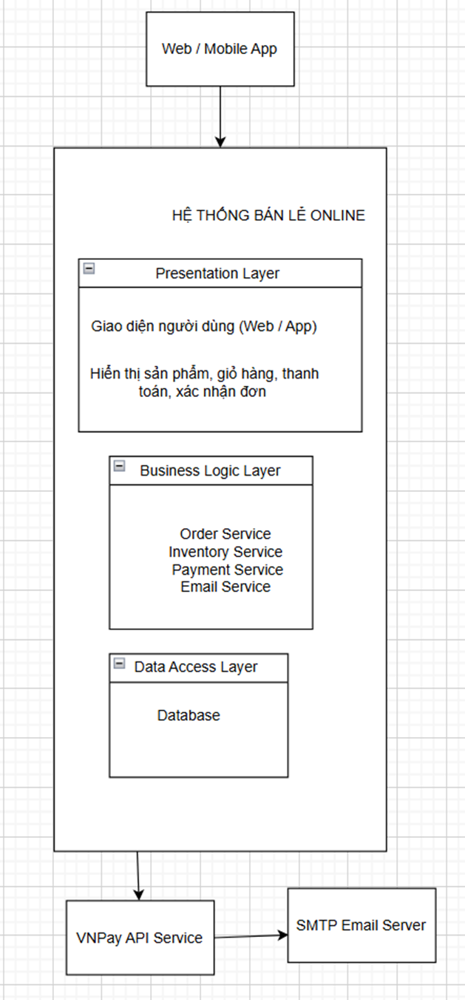 Web / Mobile App
HỆ THỐNG BÁN LẺ ONLINE
Presentation Layer
Giao diện người dùng (Web / App)
Hiển thị sản phẩm, giỏ hàng, thanh
toán, xác nhận đơn
Business Logic Layer
Order Service
Inventory Service
Payment Service
Email Service
Data Access Layer
Database
VNPay API Service
SMTP Email Server